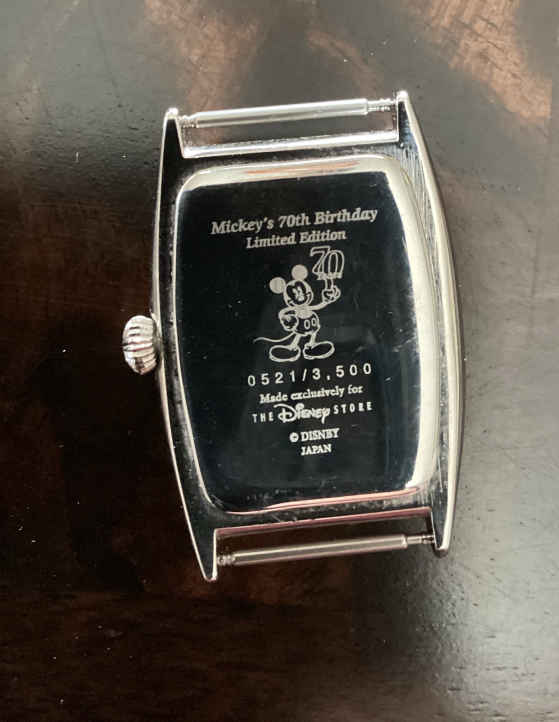 Mickey's 70th Birthday
Limited Edition
70
0521/3,500
Made exclusively for
THE Disney STORE
© DISNEY
JAPAN